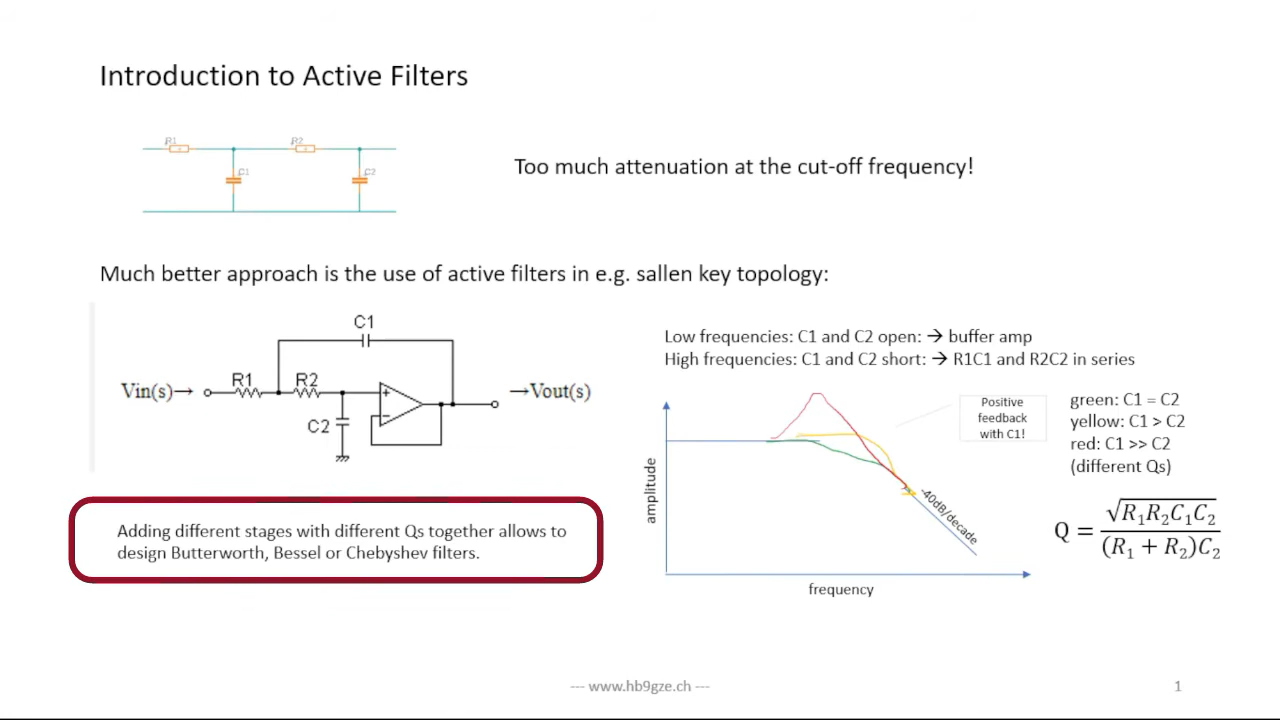 Introduction to Active Filters
R1
R2
C1
C2
Too much attenuation at the cut-off frequency!
Much better approach is the use of active filters in e.g. sallen key topology:
C1
Vin(s)→
R1
R2
+
−
C2
→Vout(s)
Low frequencies: C1 and C2 open: → buffer amp
High frequencies: C1 and C2 short: → R1C1 and R2C2 in series
amplitude
frequency
-40dB/decade
Positive
feedback
with C1!
green: C1 = C2
yellow: C1 > C2
red: C1 >> C2
(different Qs)
Q = √R₁R₂C₁C₂ / (R₁ + R₂)C₂
Adding different stages with different Qs together allows to
design Butterworth, Bessel or Chebyshev filters.
--- www.hb9gze.ch ---
1